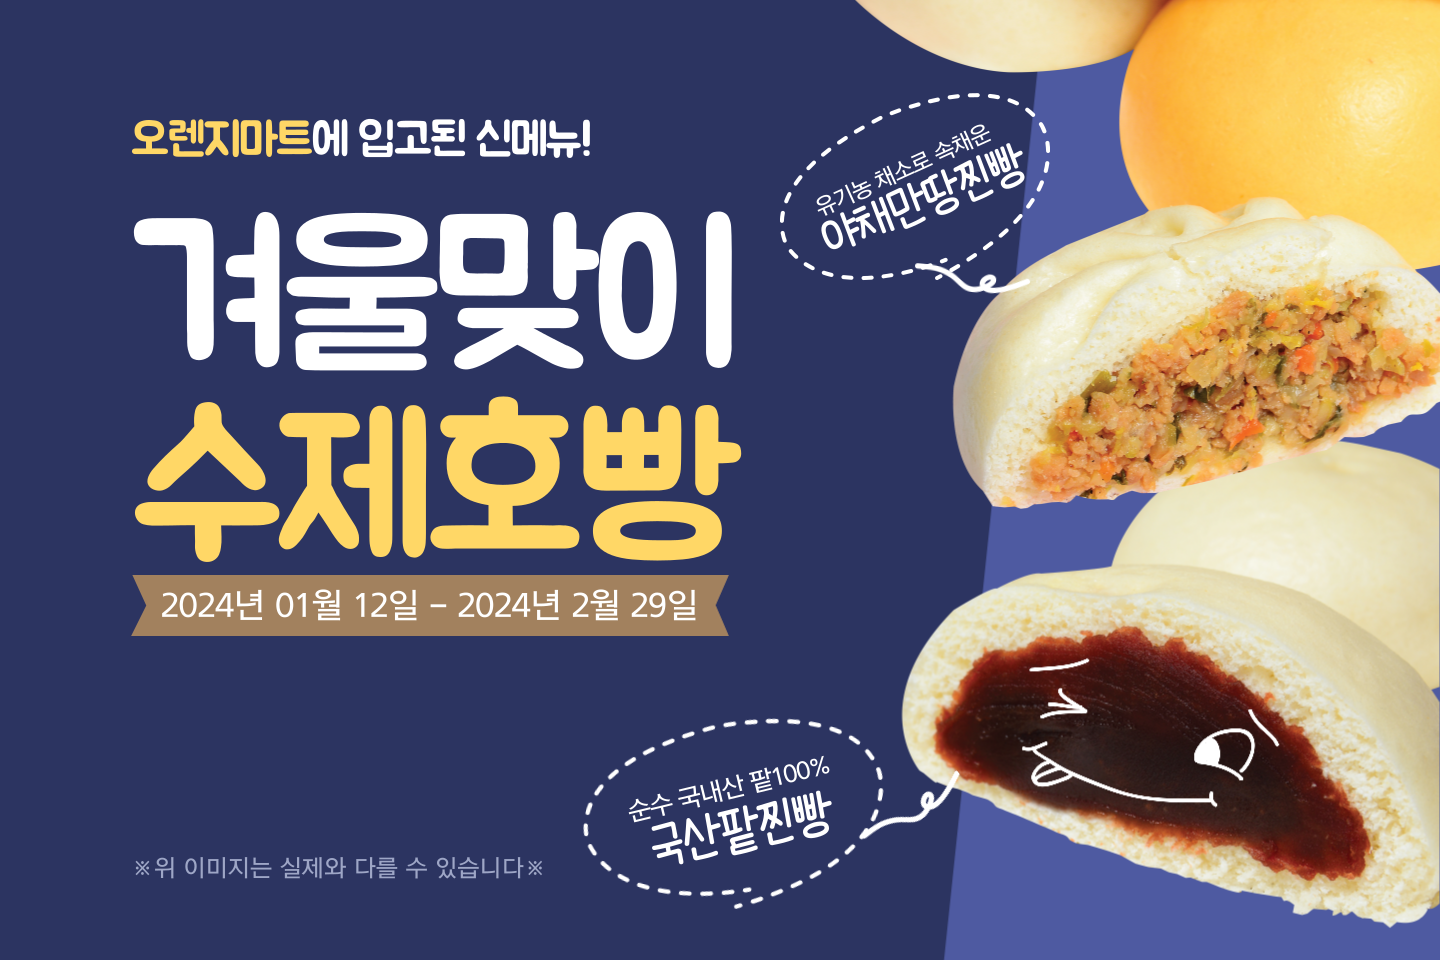 오렌지마트에 입고된 신메뉴!
겨울맞이
수제호빵
2024년 01월 12일 – 2024년 2월 29일
유기농 채소로 속채운
야채만땅찐빵
순수 국내산 팥100%
국산팥찐빵
※위 이미지는 실제와 다를 수 있습니다※